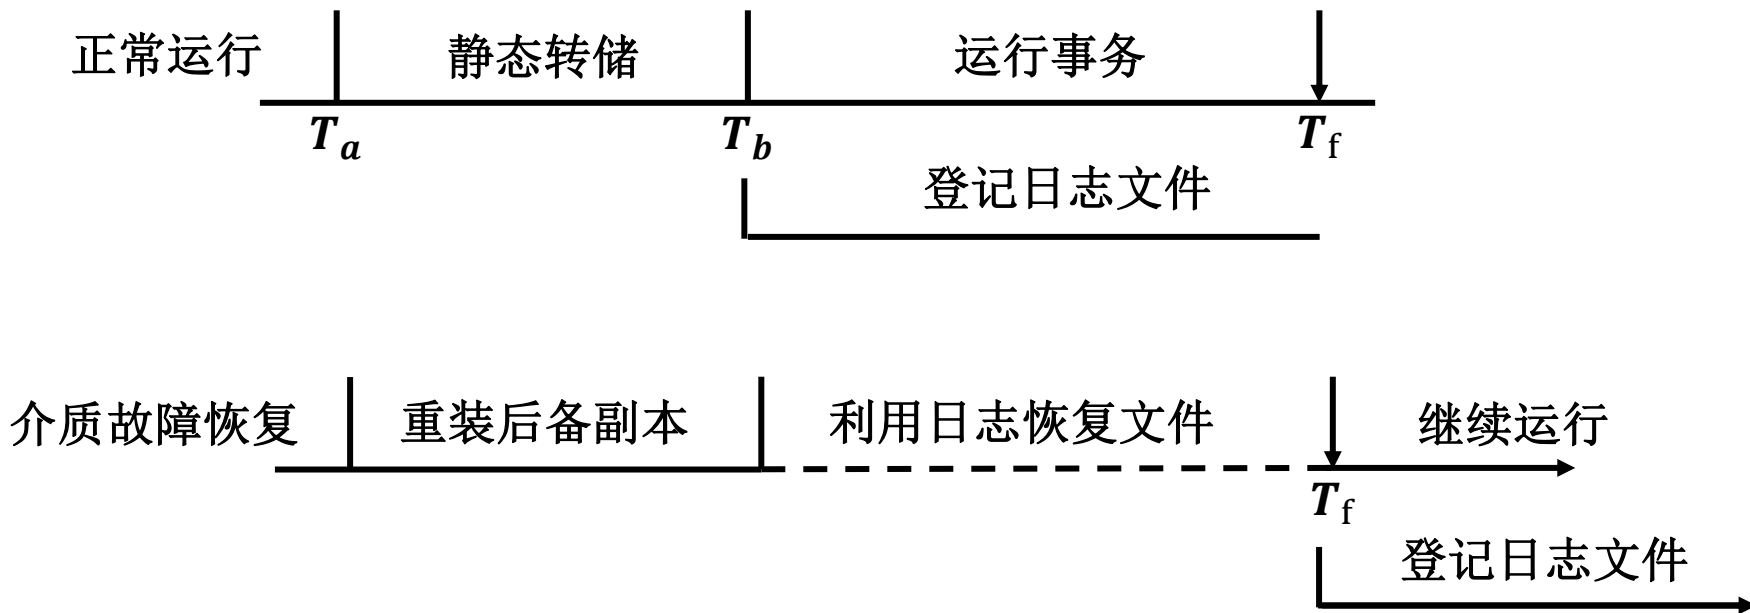 正常运行 静态转储 运行事务
Ta Tb Tf
登记日志文件
介质故障恢复 重装后备副本 利用日志恢复文件 继续运行
Tf
登记日志文件